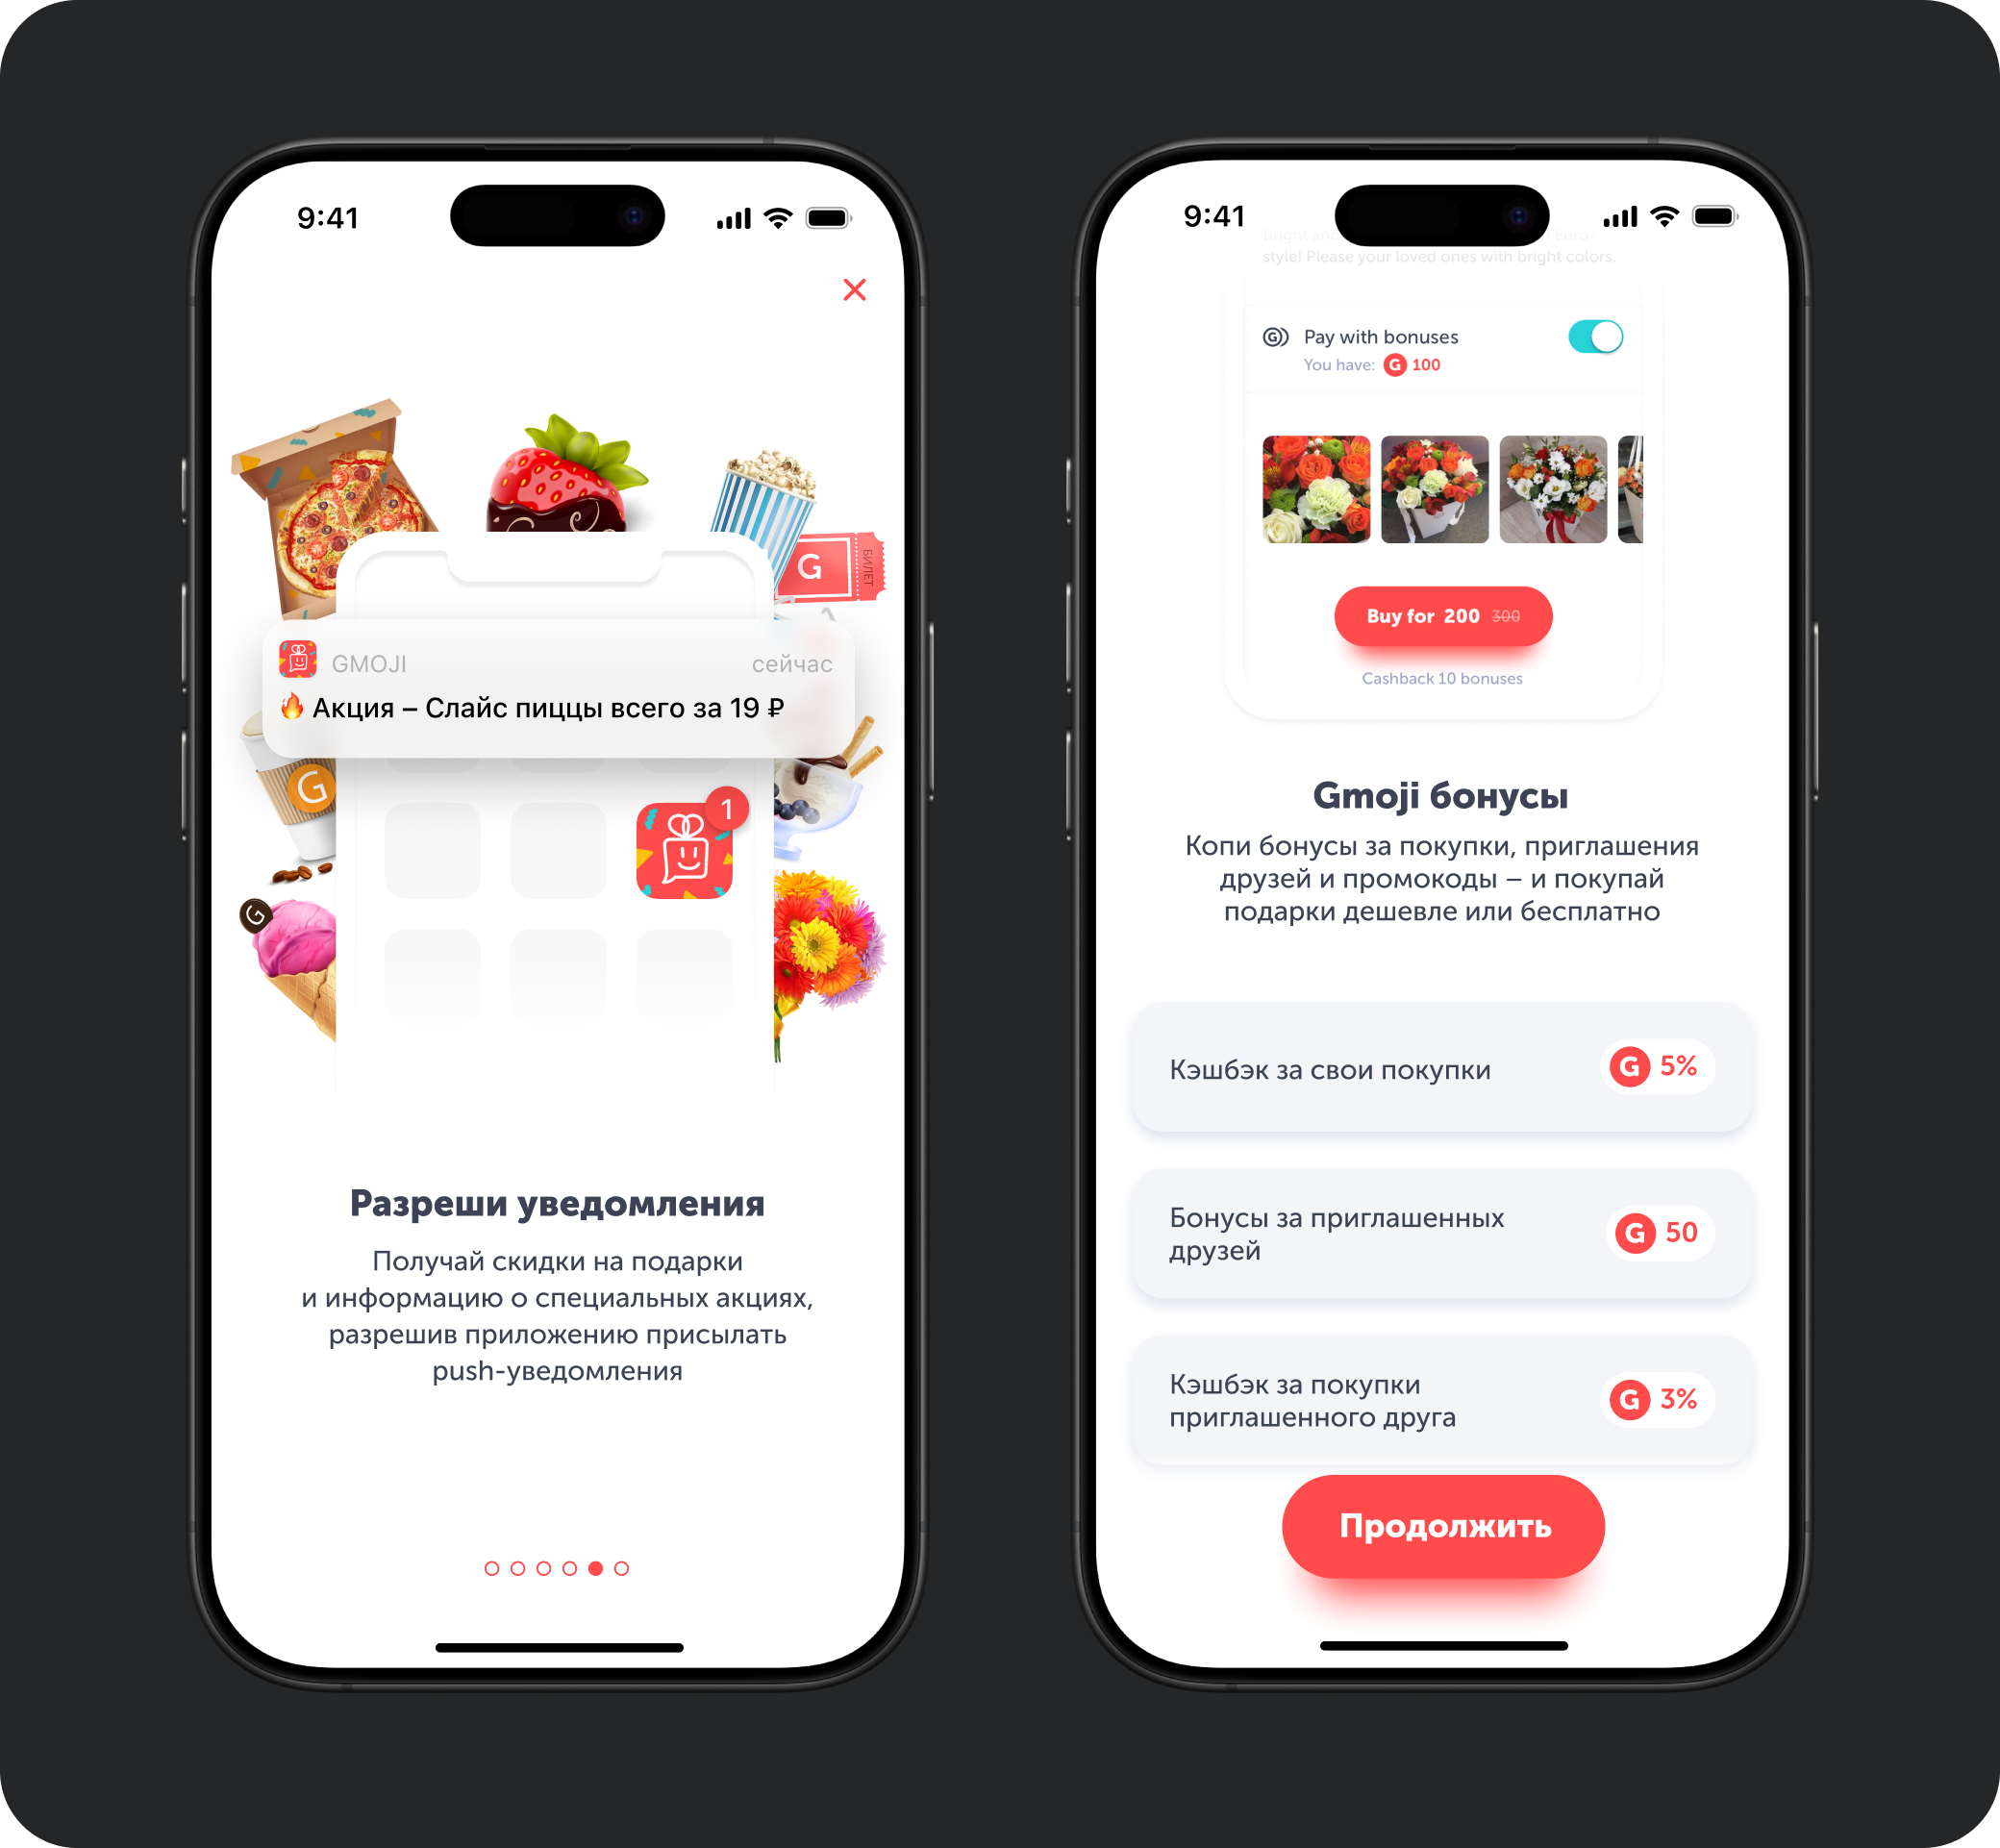 9:41
G
БИЛЕТ
GMOJI
сейчас
Акция – Слайс пиццы всего за 19 ₽
G
1
G
Разреши уведомления
Получай скидки на подарки
и информацию о специальных акциях,
разрешив приложению присылать
push-уведомления
9:41
Bright and Euro-
style! Please your loved ones with bright colors.
Pay with bonuses
You have: G 100
Buy for 200 300
Cashback 10 bonuses
Gmoji бонусы
Копи бонусы за покупки, приглашения
друзей и промокоды – и покупай
подарки дешевле или бесплатно
Кэшбэк за свои покупки
G 5%
Бонусы за приглашенных
друзей
G 50
Кэшбэк за покупки
приглашенного друга
G 3%
Продолжить